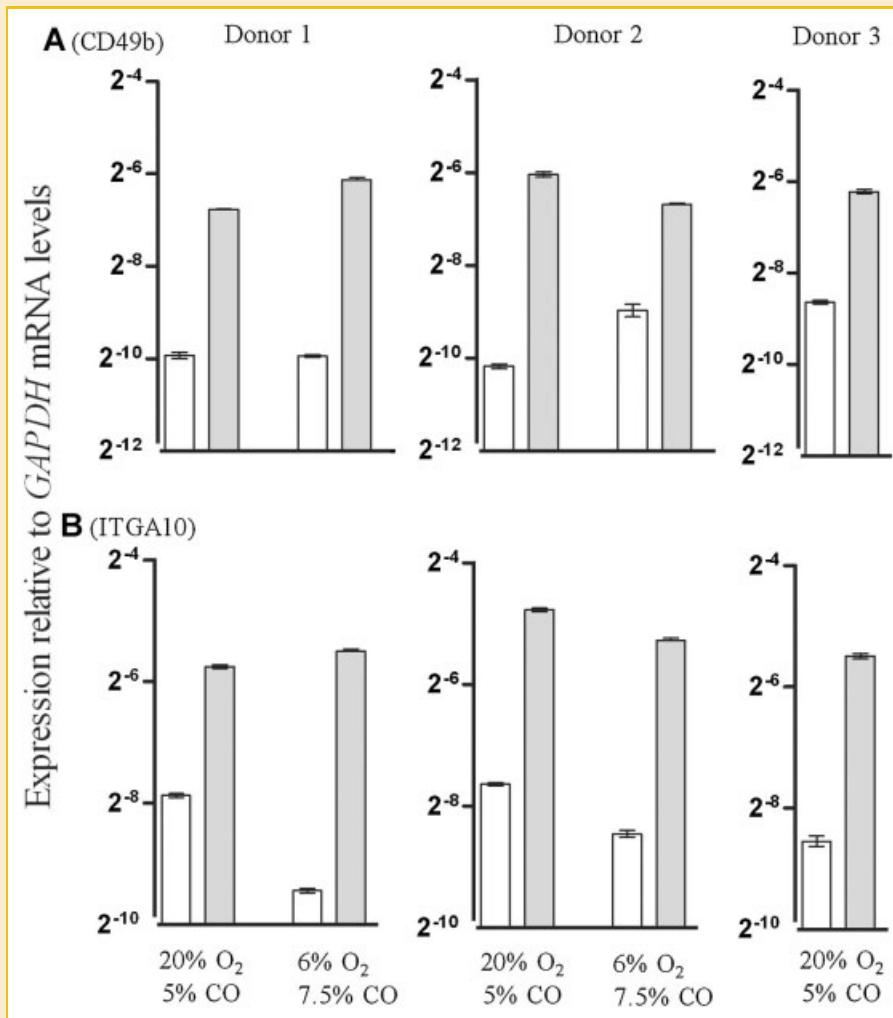 A (CD49b) Donor 1 Donor 2 Donor 3
Expression relative to GAPDH mRNA levels
2-4 2-4 2-4
2-6 2-6 2-6
2-8 2-8 2-8
2-10 2-10 2-10
2-12 2-12 2-12
B (ITGA10)
2-4 2-4 2-4
2-6 2-6 2-6
2-8 2-8 2-8
2-10 2-10 2-10
20% O2 6% O2 20% O2 6% O2 20% O2
5% CO 7.5% CO 5% CO 7.5% CO 5% CO